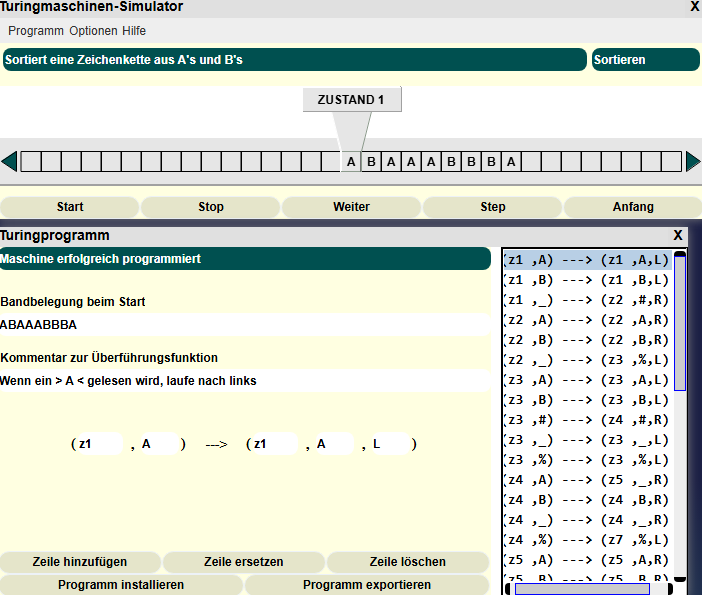 Turingmaschinen-Simulator X
Programm Optionen Hilfe
Sortiert eine Zeichenkette aus A's und B's Sortieren
ZUSTAND 1
A B A A A B B B A
Start Stop Weiter Step Anfang
Turingprogramm X
Maschine erfolgreich programmiert
Bandbelegung beim Start
ABAAABBBA
Kommentar zur Überführungsfunktion
Wenn ein > A < gelesen wird, laufe nach links
( z1 , A ) ---> ( z1 , A , L )
Zeile hinzufügen Zeile ersetzen Zeile löschen
Programm installieren Programm exportieren
(z1 ,A) ---> (z1 ,A,L)
(z1 ,B) ---> (z1 ,B,L)
(z1 ,_) ---> (z2 ,#,R)
(z2 ,A) ---> (z2 ,A,R)
(z2 ,B) ---> (z2 ,B,R)
(z2 ,_) ---> (z3 ,%,L)
(z3 ,A) ---> (z3 ,A,L)
(z3 ,B) ---> (z3 ,B,L)
(z3 ,#) ---> (z4 ,#,R)
(z3 ,_) ---> (z3 ,_,L)
(z3 ,%) ---> (z3 ,%,L)
(z4 ,A) ---> (z5 ,_,R)
(z4 ,B) ---> (z4 ,B,R)
(z4 ,_) ---> (z4 ,_,R)
(z4 ,%) ---> (z7 ,%,L)
(z5 ,A) ---> (z5 ,A,R)
(z5 ,B) ---> (z5 ,B,R)